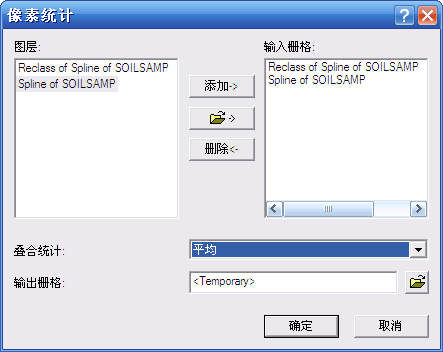 像素统计
图层:
输入栅格:
Reclass of Spline of SOILSAMP
Spline of SOILSAMP
添加->
->
删除<-
Reclass of Spline of SOILSAMP
Spline of SOILSAMP
叠合统计:
平均
输出栅格:
<Temporary>
确定
取消